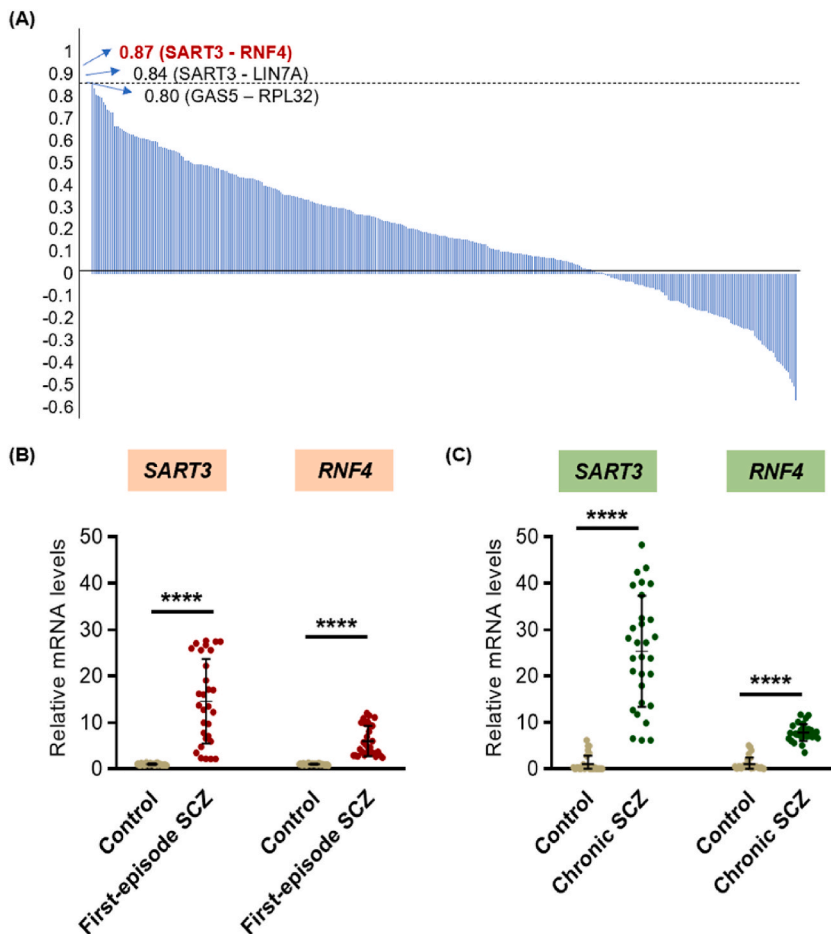 (A)
1
0.9
0.8
0.7
0.6
0.5
0.4
0.3
0.2
0.1
0
-0.1
-0.2
-0.3
-0.4
-0.5
-0.6
0.87 (SART3 - RNF4)
0.84 (SART3 - LIN7A)
0.80 (GAS5 – RPL32)
(B)
SART3
RNF4
Relative mRNA levels
50
40
30
20
10
0
****
****
Control
First-episode SCZ
Control
First-episode SCZ
(C)
SART3
RNF4
Relative mRNA levels
50
40
30
20
10
0
****
****
Control
Chronic SCZ
Control
Chronic SCZ